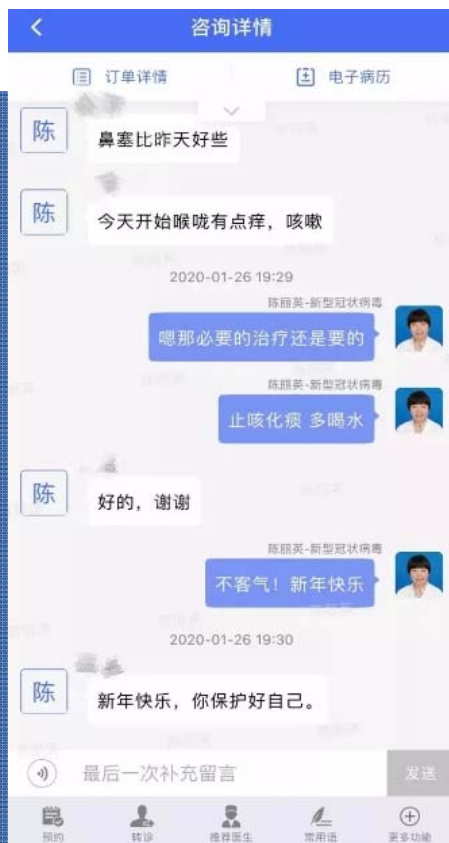 咨询详情
订单详情
电子病历
陈
鼻塞比昨天好些
陈
今天开始喉咙有点痒，咳嗽
2020-01-26 19:29
陈丽英-新型冠状病毒
嗯那必要的治疗还是要的
陈丽英-新型冠状病毒
止咳化痰 多喝水
陈
好的，谢谢
陈丽英-新型冠状病毒
不客气！新年快乐
2020-01-26 19:30
陈
新年快乐，你保护好自己。
最后一次补充留言
发送
预约
转诊
推荐医生
常用语
更多功能